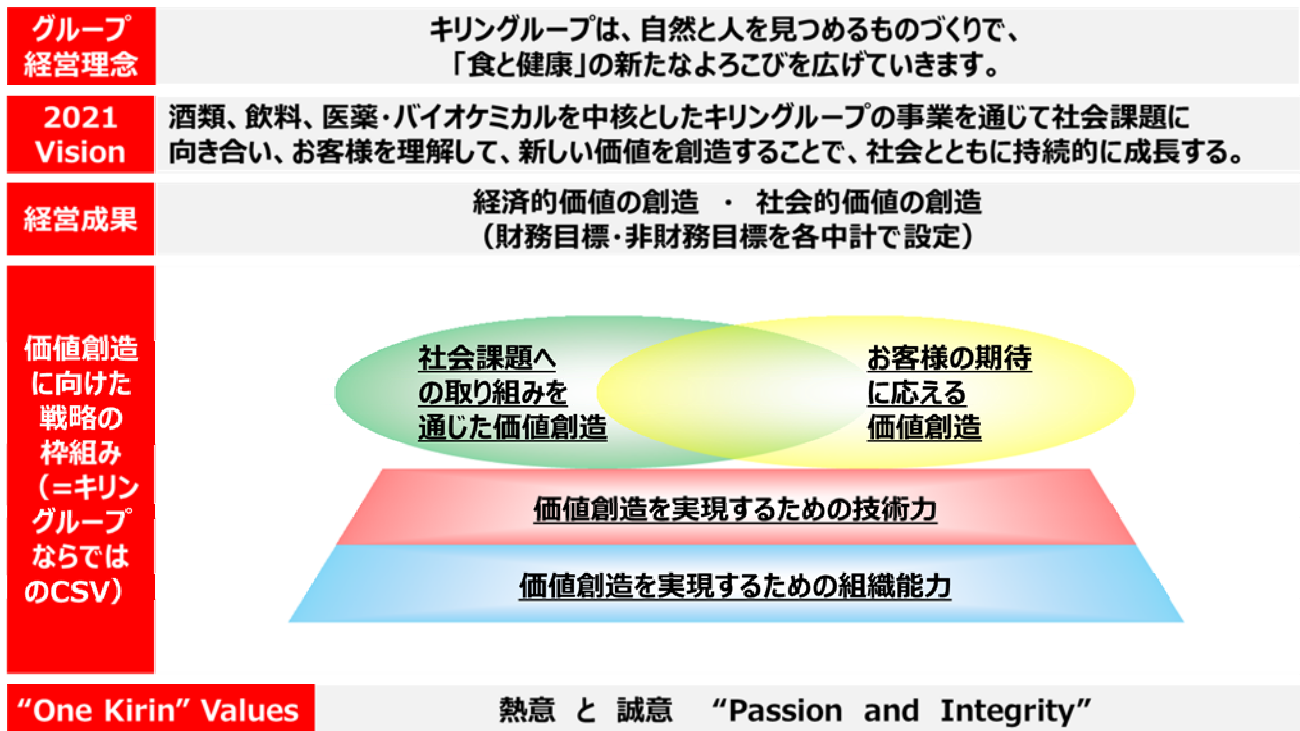 グループ
経営理念
キリングループは、自然と人を見つめるものづくりで、
「食と健康」の新たなよろこびを広げていきます。
2021
Vision
酒類、飲料、医薬・バイオケミカルを中核としたキリングループの事業を通じて社会課題に
向き合い、お客様を理解して、新しい価値を創造することで、社会とともに持続的に成長する。
経営成果
経済的価値の創造 ・ 社会的価値の創造
（財務目標・非財務目標を各中計で設定）
価値創造
に向けた
戦略の
枠組み
（=キリン
グループ
ならでは
のCSV）
社会課題へ
の取り組みを
通じた価値創造
お客様の期待
に応える
価値創造
価値創造を実現するための技術力
価値創造を実現するための組織能力
“One Kirin” Values
熱意 と 誠意 “Passion and Integrity”